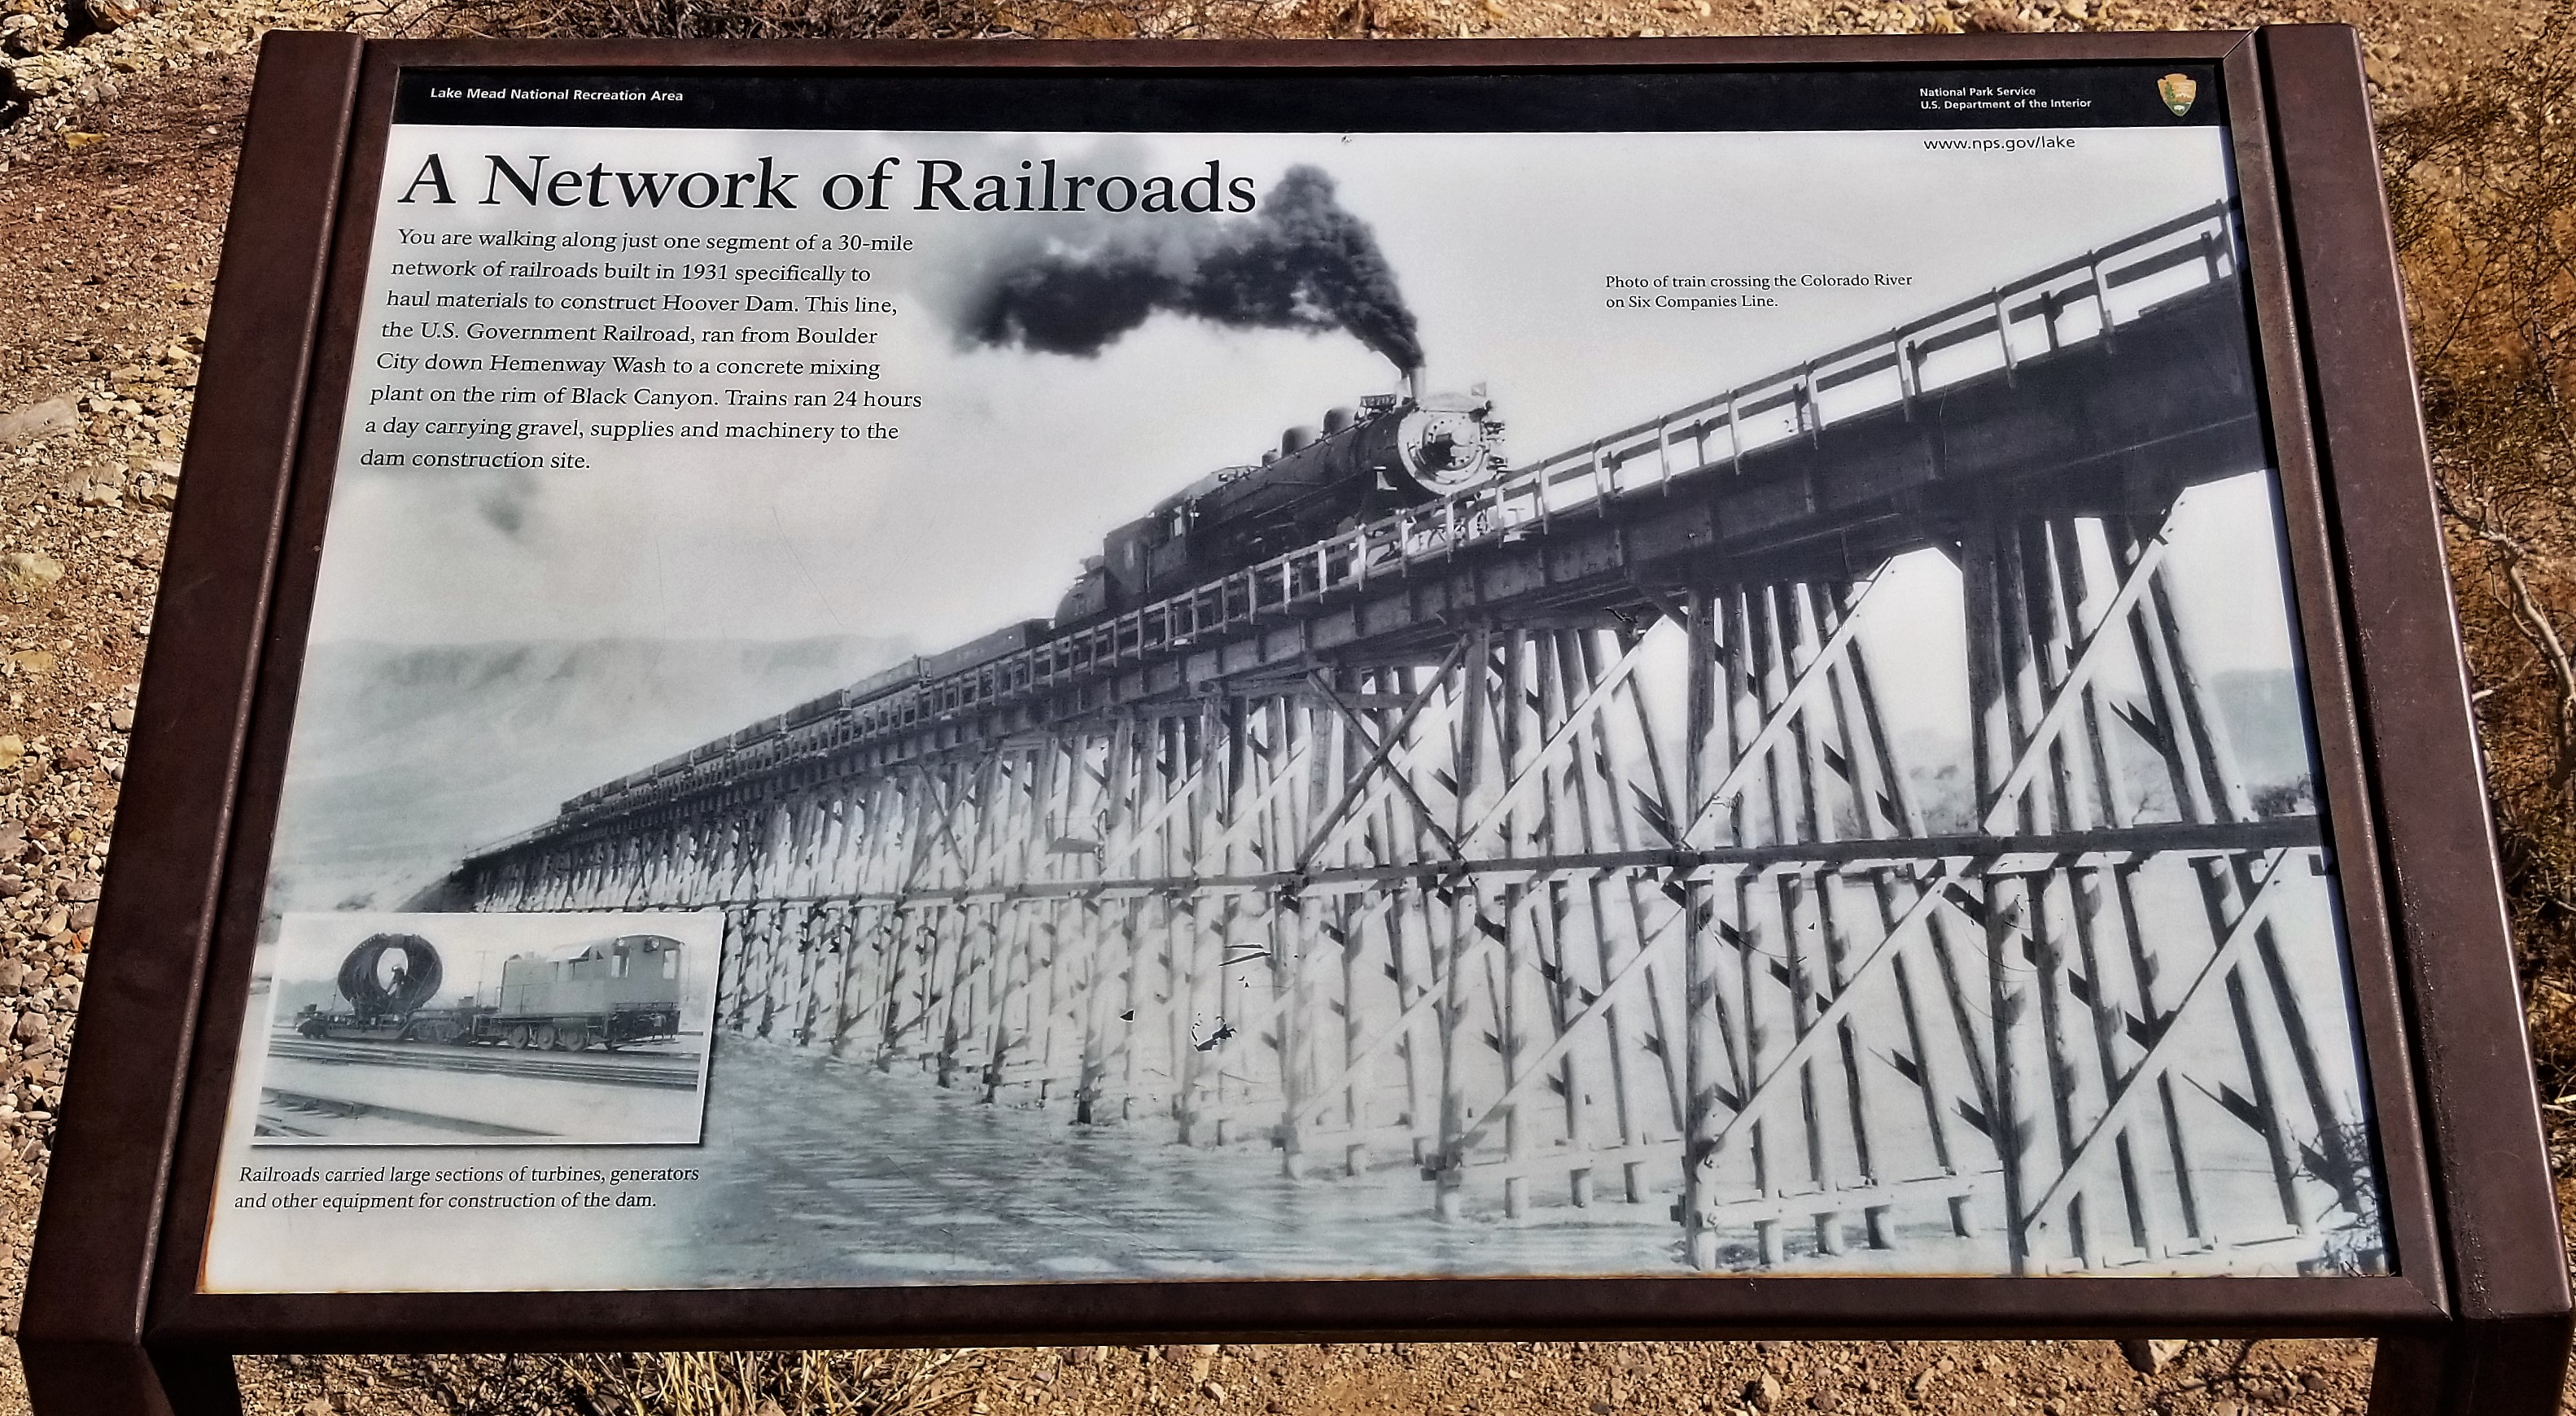 Lake Mead National Recreation Area
National Park Service
U.S. Department of the Interior
www.nps.gov/lake
A Network of Railroads
You are walking along just one segment of a 30-mile
network of railroads built in 1931 specifically to
haul materials to construct Hoover Dam. This line,
the U.S. Government Railroad, ran from Boulder
City down Hemenway Wash to a concrete mixing
plant on the rim of Black Canyon. Trains ran 24 hours
a day carrying gravel, supplies and machinery to the
dam construction site.
Photo of train crossing the Colorado River
on Six Companies Line.
Railroads carried large sections of turbines, generators
and other equipment for construction of the dam.